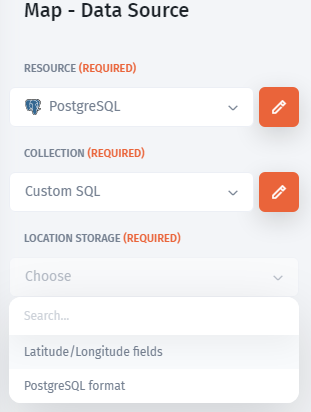 Map - Data Source
RESOURCE (REQUIRED)
PostgreSQL
COLLECTION (REQUIRED)
Custom SQL
LOCATION STORAGE (REQUIRED)
Choose
Search...
Latitude/Longitude fields
PostgreSQL format